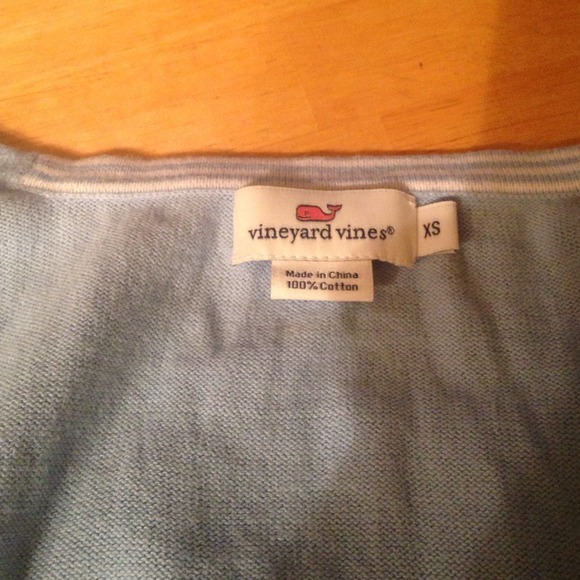 vineyard vines®
XS
Made in China
100% Cotton